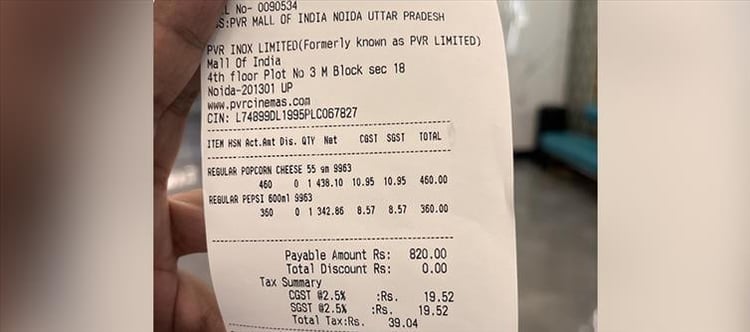 L No- 0090534
S:PVR MALL OF INDIA NOIDA UTTAR PRADESH
PVR INOX LIMITED(Formerly known as PVR LIMITED)
Mall Of India
4th floor Plot No 3 M Block sec 18
Noida-201301 UP
www.pvrcinemas.com
CIN: L74899DL1995PLC067827
ITEM HSN Act.Amt Dis. QTY Net CGST SGST TOTAL
REGULAR POPCORN CHEESE 55 gm 9963
460 0 1 438.10 10.95 10.95 460.00
REGULAR PEPSI 600ml 9963
360 0 1 342.86 8.57 8.57 360.00
Payable Amount Rs: 820.00
Total Discount Rs: 0.00
Tax Summary
CGST @2.5% :Rs. 19.52
SGST @2.5% :Rs. 19.52
Total Tax:Rs. 39.04